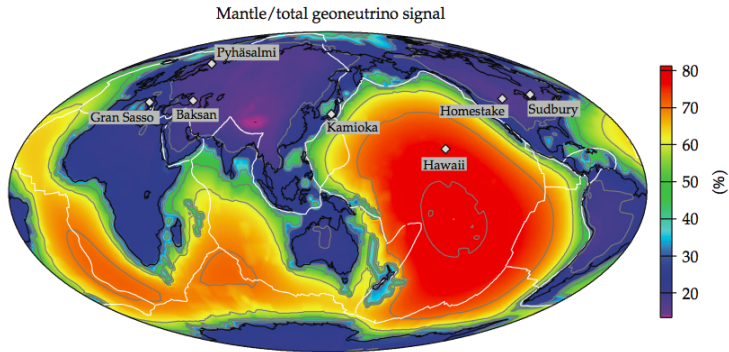 Mantle/total geoneutrino signal
Pyhäsalmi
Gran Sasso
Baksan
Kamioka
Homestake
Sudbury
Hawaii
80
70
60
50
40
30
20
(%)